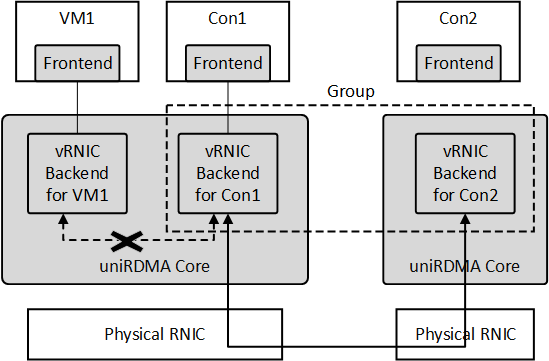 VM1
Con1
Con2
Frontend
Frontend
Frontend
Group
vRNIC
Backend
for VM1
vRNIC
Backend
for Con1
vRNIC
Backend
for Con2
uniRDMA Core
uniRDMA Core
Physical RNIC
Physical RNIC